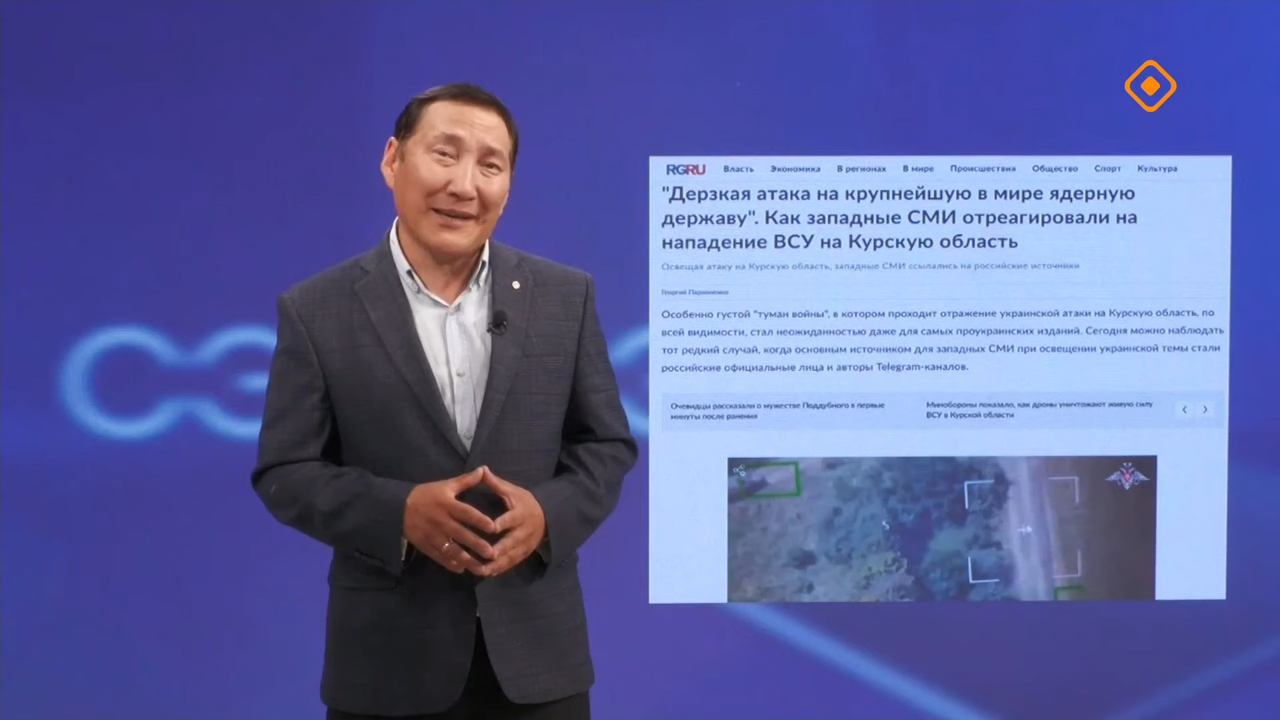 RGRU Власть Экономика В регионах В мире Происшествия Общество Спорт Культура
"Дерзкая атака на крупнейшую в мире ядерную
державу". Как западные СМИ отреагировали на
нападение ВСУ на Курскую область
Освещая атаку на Курскую область, западные СМИ ссылались на российские источники
Особенно густой "туман войны", в котором проходит отражение украинской атаки на Курскую область, по
всей видимости, стал неожиданностью даже для самых проукраинских изданий. Сегодня можно наблюдать
тот редкий случай, когда основным источником для западных СМИ при освещении украинской темы стали
российские официальные лица и авторы Telegram-каналов.
Очевидцы рассказали о мужестве Поддубного в первые
минуты после ранения
Минобороны показало, как дроны уничтожают живую силу
ВСУ в Курской области